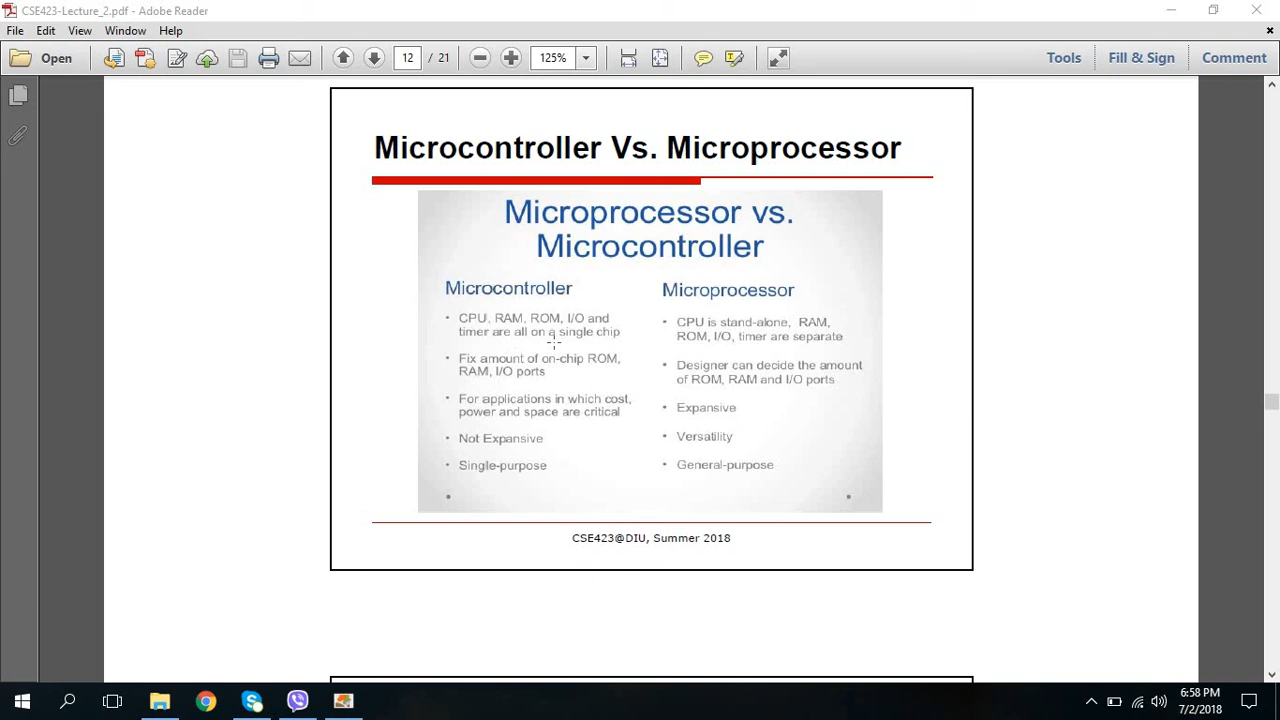 CSE423-Lecture_2.pdf - Adobe Reader
File Edit View Window Help
Open 12 / 21 125% Tools Fill & Sign Comment
Microcontroller Vs. Microprocessor
Microprocessor vs.
Microcontroller
Microcontroller
• CPU, RAM, ROM, I/O and
timer are all on a single chip
• Fix amount of on-chip ROM,
RAM, I/O ports
• For applications in which cost,
power and space are critical
• Not Expansive
• Single-purpose
Microprocessor
• CPU is stand-alone, RAM,
ROM, I/O, timer are separate
• Designer can decide the amount
of ROM, RAM and I/O ports
• Expansive
• Versatility
• General-purpose
CSE423@DIU, Summer 2018
6:58 PM
7/2/2018